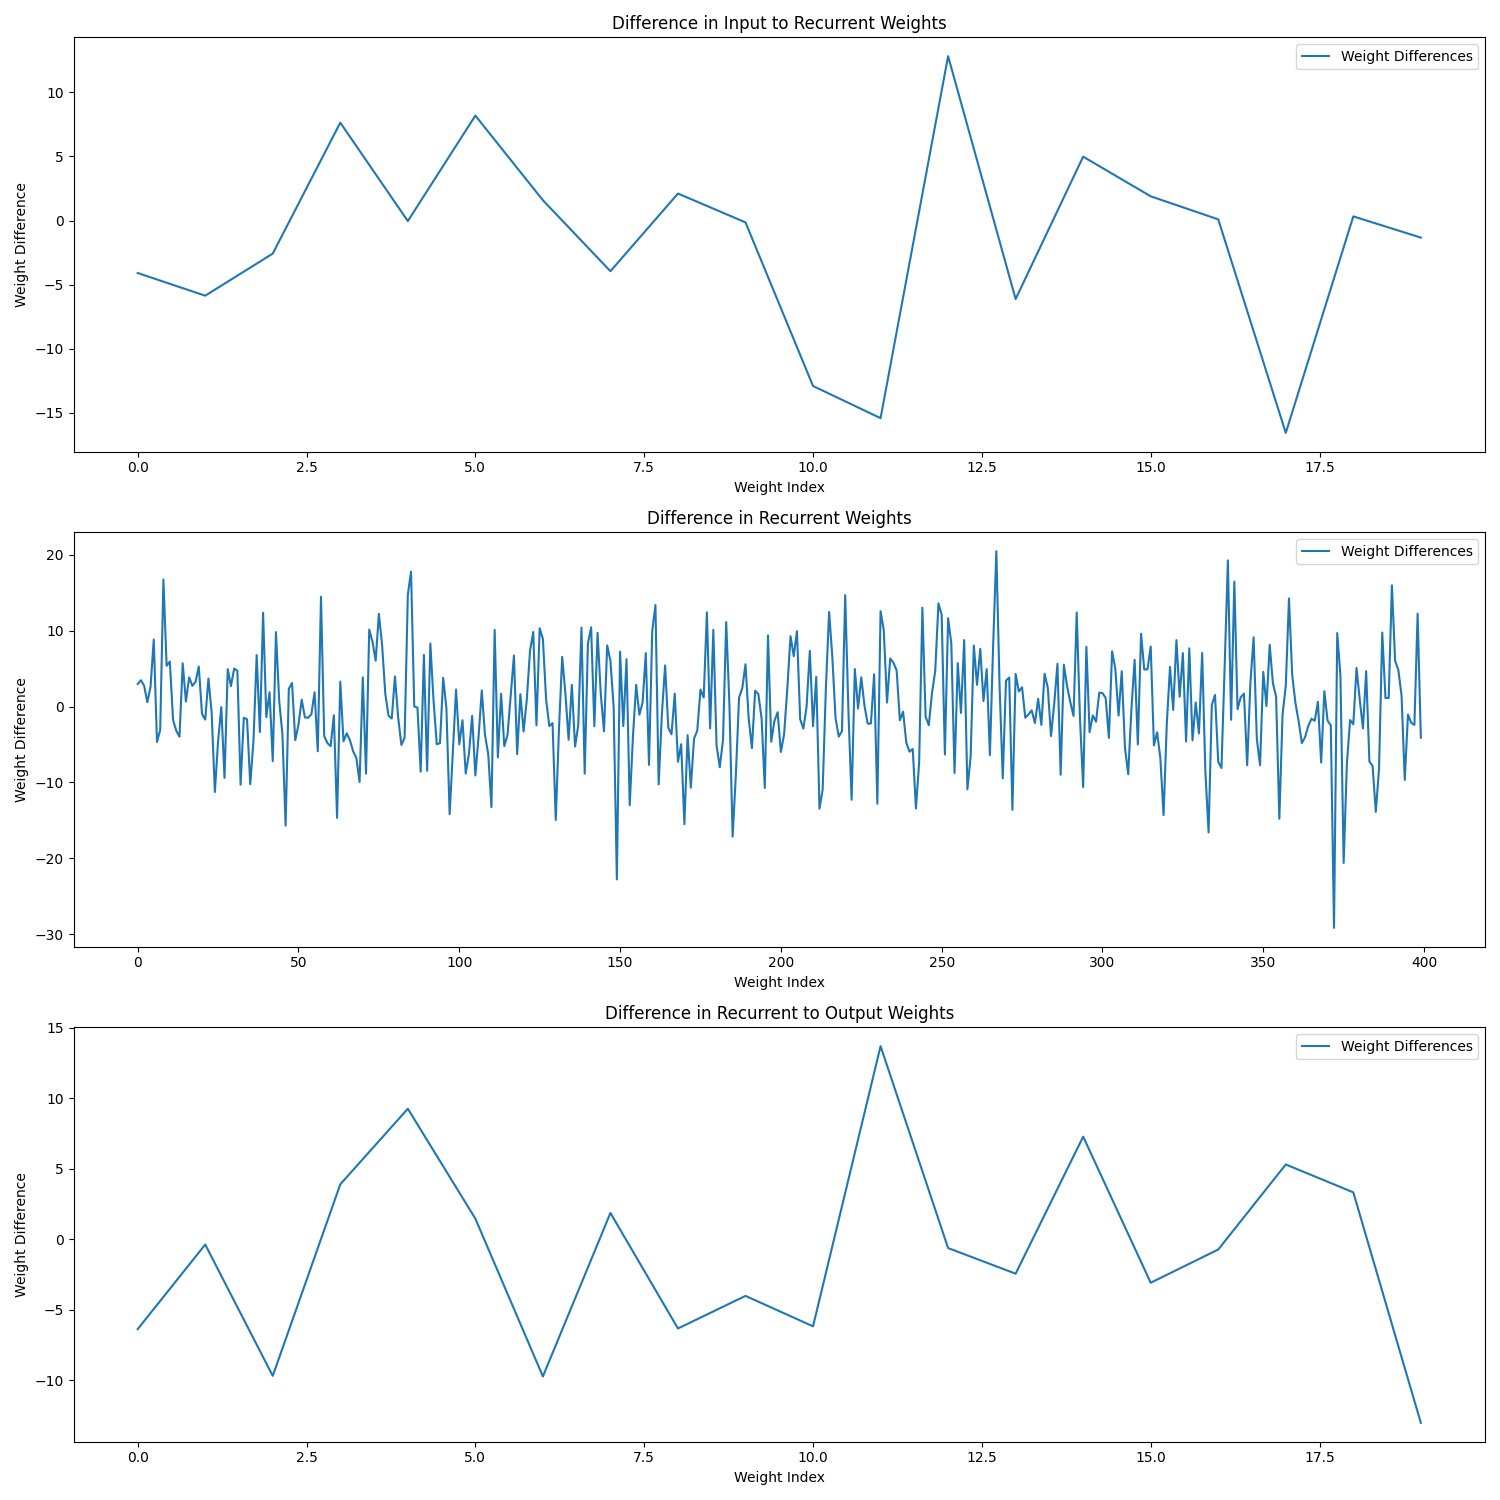 Difference in Input to Recurrent Weights
Weight Differences
10
5
0
−5
−10
−15
Weight Difference
0.0 2.5 5.0 7.5 10.0 12.5 15.0 17.5
Weight Index
Difference in Recurrent Weights
Weight Differences
20
10
0
−10
−20
−30
Weight Difference
0 50 100 150 200 250 300 350 400
Weight Index
Difference in Recurrent to Output Weights
Weight Differences
15
10
5
0
−5
−10
Weight Difference
0.0 2.5 5.0 7.5 10.0 12.5 15.0 17.5
Weight Index